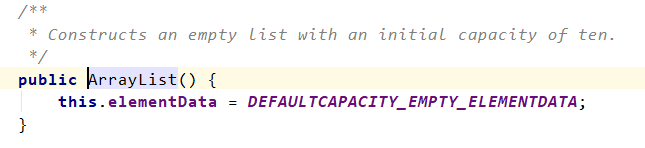 /**
* Constructs an empty list with an initial capacity of ten.
*/
public ArrayList() {
this.elementData = DEFAULTCAPACITY_EMPTY_ELEMENTDATA;
}